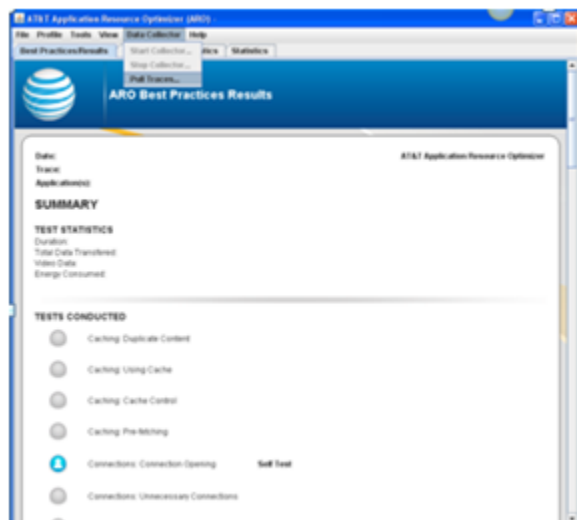 AT&T Application Resource Optimizer (ARO) -
File Profile Tools View Data Collector Help
Best Practices/Results Statistics
Start Collector...
Stop Collector...
Pull Traces...
ARO Best Practices Results
Date: AT&T Application Resource Optimizer
Trace:
Application(s):
SUMMARY
TEST STATISTICS
Duration:
Total Data Transferred:
Video Data
Energy Consumed:
TESTS CONDUCTED
Caching: Duplicate Content
Caching: Using Cache
Caching: Cache Control
Caching: Pre-fetching
Connections: Connection Opening Self Test
Connections: Unnecessary Connections